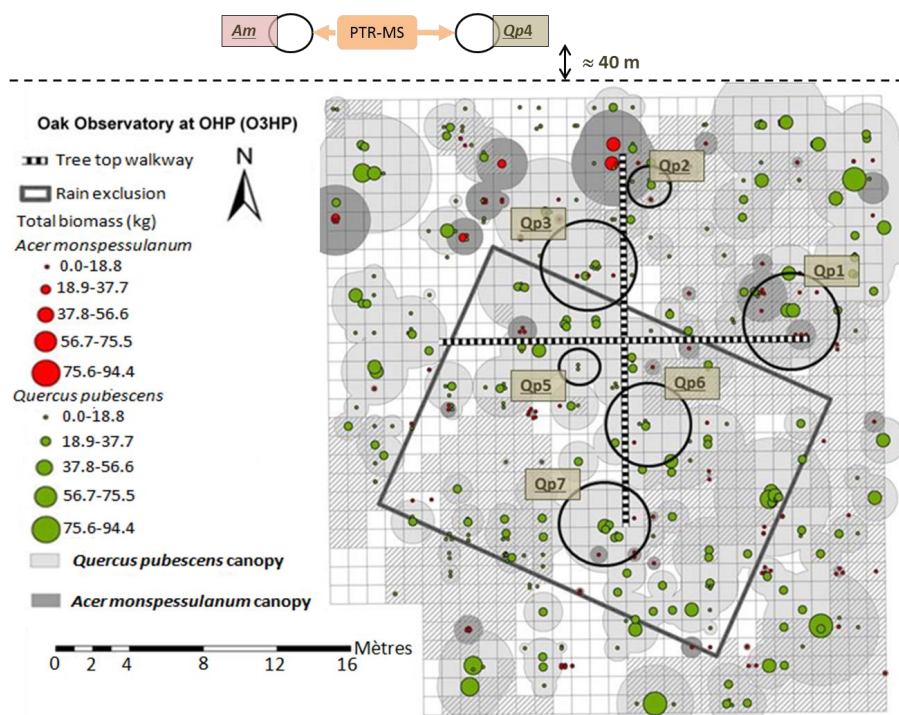 Am
PTR-MS
Qp4
≈ 40 m
Oak Observatory at OHP (O3HP)
Tree top walkway
N
Rain exclusion
Total biomass (kg)
Acer monspessulanum
0.0-18.8
18.9-37.7
37.8-56.6
56.7-75.5
75.6-94.4
Quercus pubescens
0.0-18.8
18.9-37.7
37.8-56.6
56.7-75.5
75.6-94.4
Quercus pubescens canopy
Acer monspessulanum canopy
Mètres
0 2 4 8 12 16
Qp2
Qp3
Qp1
Qp5
Qp6
Qp7